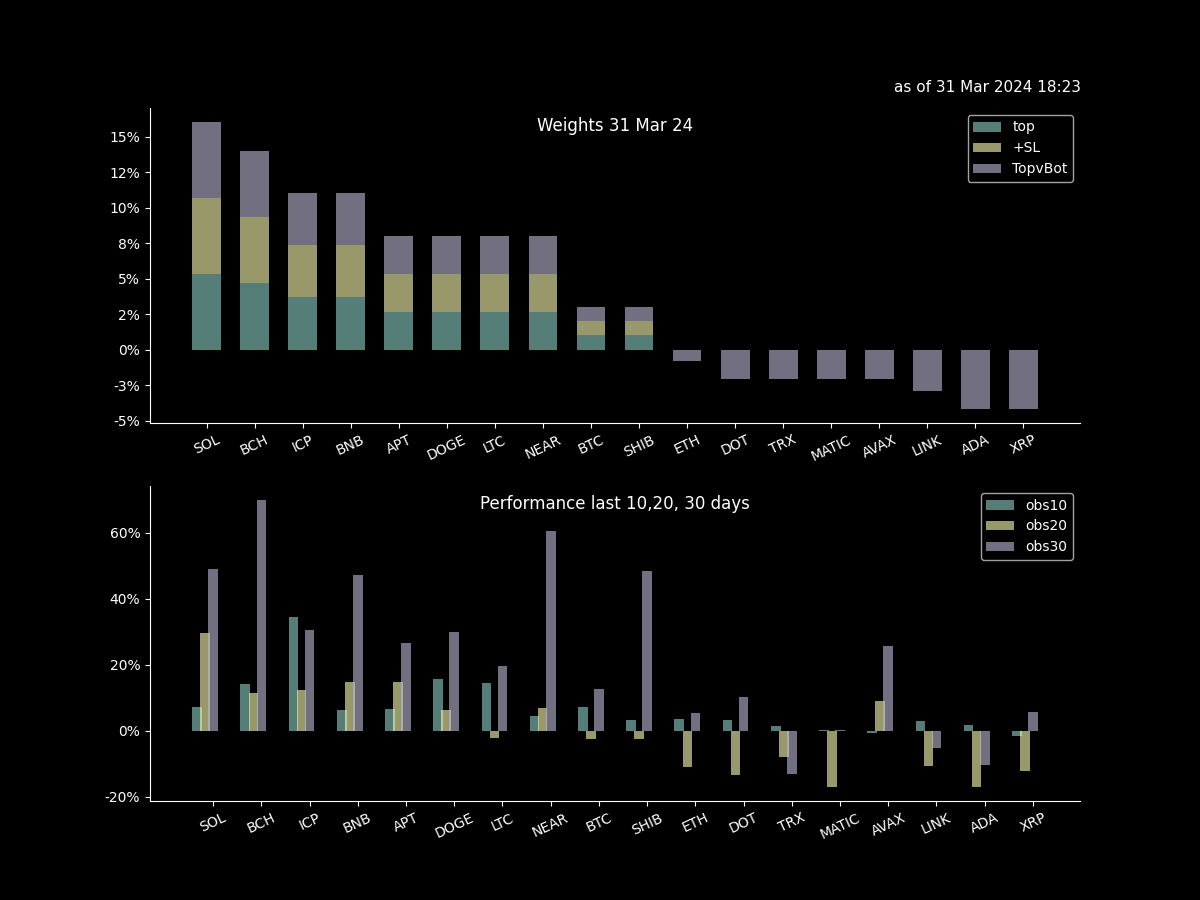 as of 31 Mar 2024 18:23
Weights 31 Mar 24
top
+SL
TopvBot
15%
12%
10%
8%
5%
2%
0%
-3%
-5%
SOL BCH ICP BNB APT DOGE LTC NEAR BTC SHIB ETH DOT TRX MATIC AVAX LINK ADA XRP
Performance last 10,20, 30 days
obs10
obs20
obs30
60%
40%
20%
0%
-20%
SOL BCH ICP BNB APT DOGE LTC NEAR BTC SHIB ETH DOT TRX MATIC AVAX LINK ADA XRP